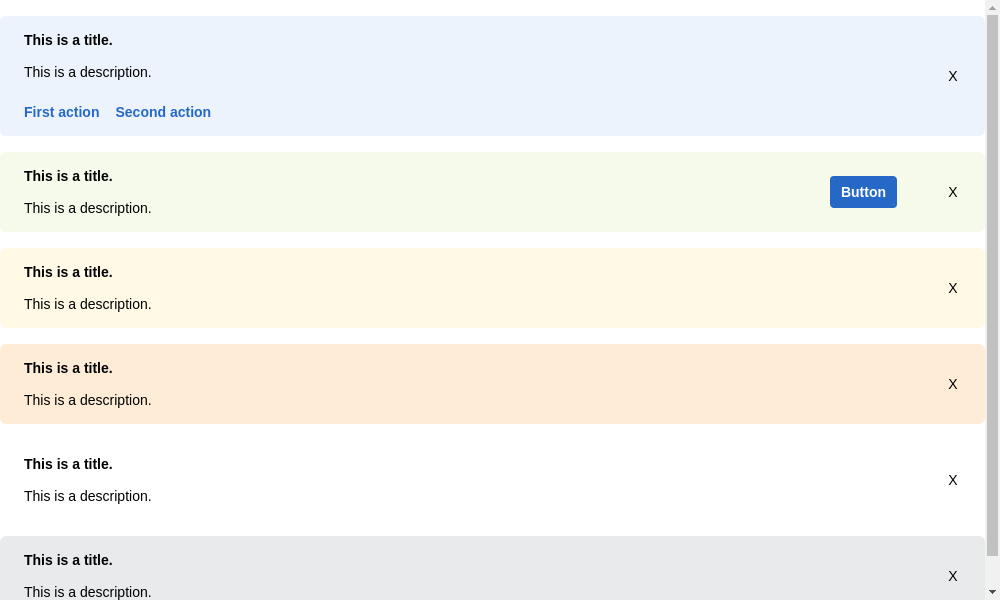 This is a title.
This is a description.
X
First action Second action
This is a title.
Button X
This is a description.
This is a title.
X
This is a description.
This is a title.
X
This is a description.
This is a title.
X
This is a description.
This is a title.
X
This is a description.